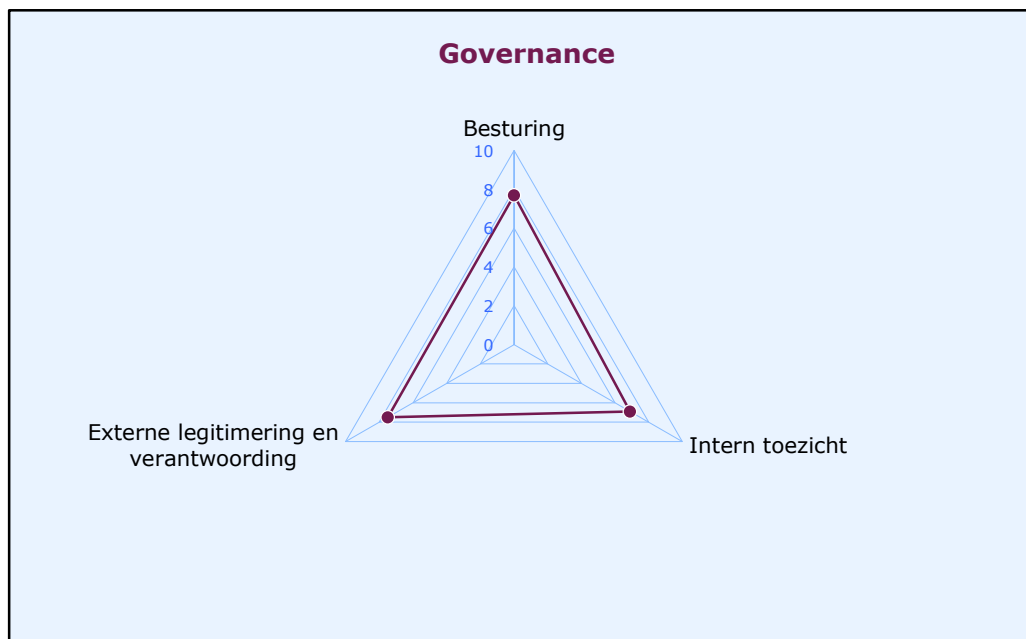 Governance
Besturing
10
8
6
4
2
0
Externe legitimering en
verantwoording
Intern toezicht